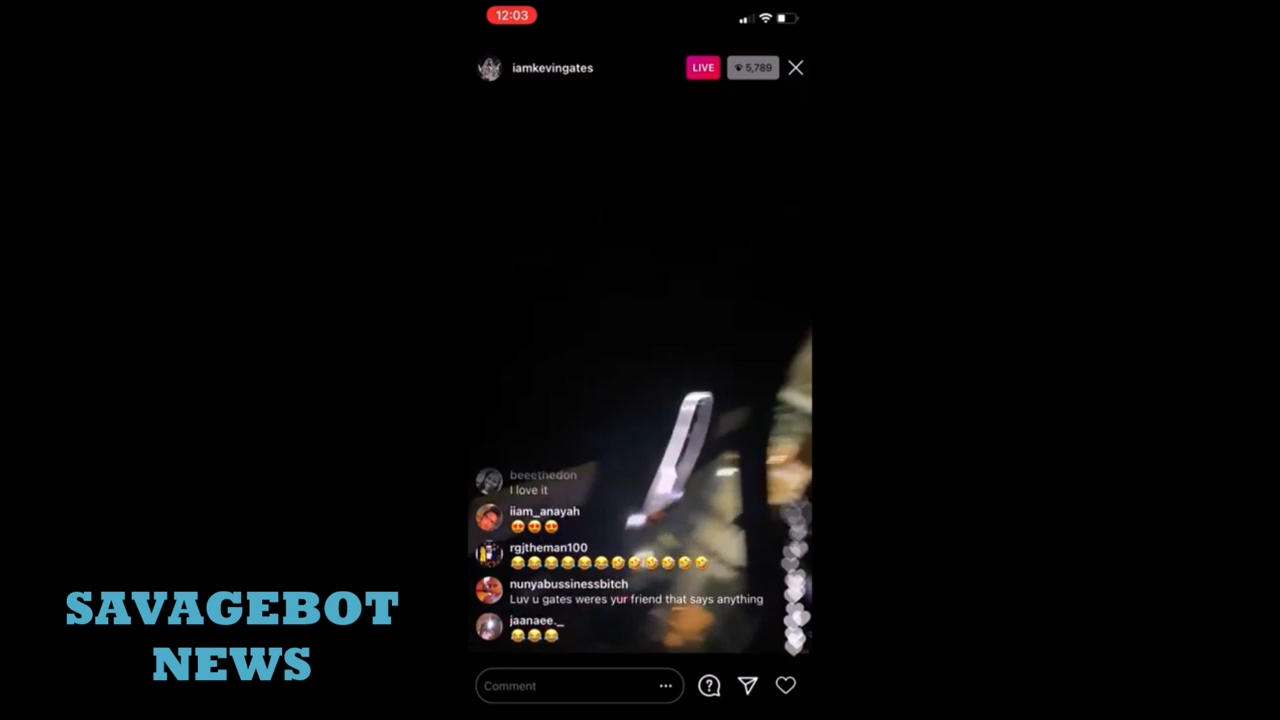 12:03
iamkevingates
LIVE
5,789
beeethedon
I love it
iiam_anayah
😍😍😍
rgjtheman100
😂😂😂😂😂😂🤣🤣🤣🤣🤣🤣
nunyabussinessbitch
Luv u gates weres yur friend that says anything
jaanaee._
😂😂😂
Comment
SAVAGEBOT
NEWS